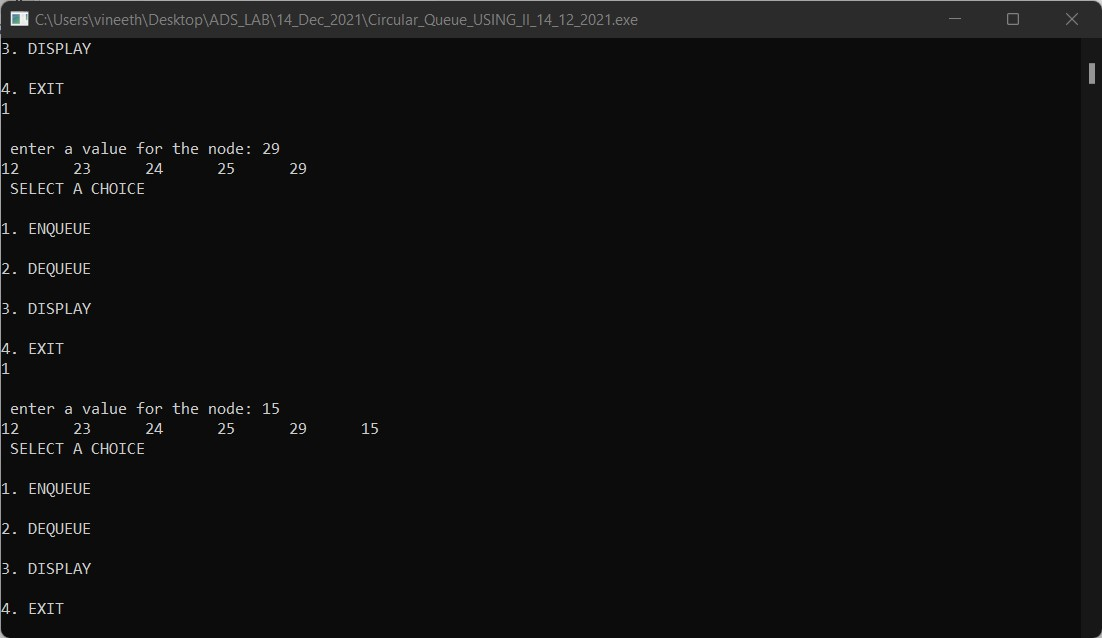 C:\Users\vineeth\Desktop\ADS_LAB\14_Dec_2021\Circular_Queue_USING_ll_14_12_2021.exe
3. DISPLAY
4. EXIT
1
enter a value for the node: 29
12 23 24 25 29
SELECT A CHOICE
1. ENQUEUE
2. DEQUEUE
3. DISPLAY
4. EXIT
1
enter a value for the node: 15
12 23 24 25 29 15
SELECT A CHOICE
1. ENQUEUE
2. DEQUEUE
3. DISPLAY
4. EXIT